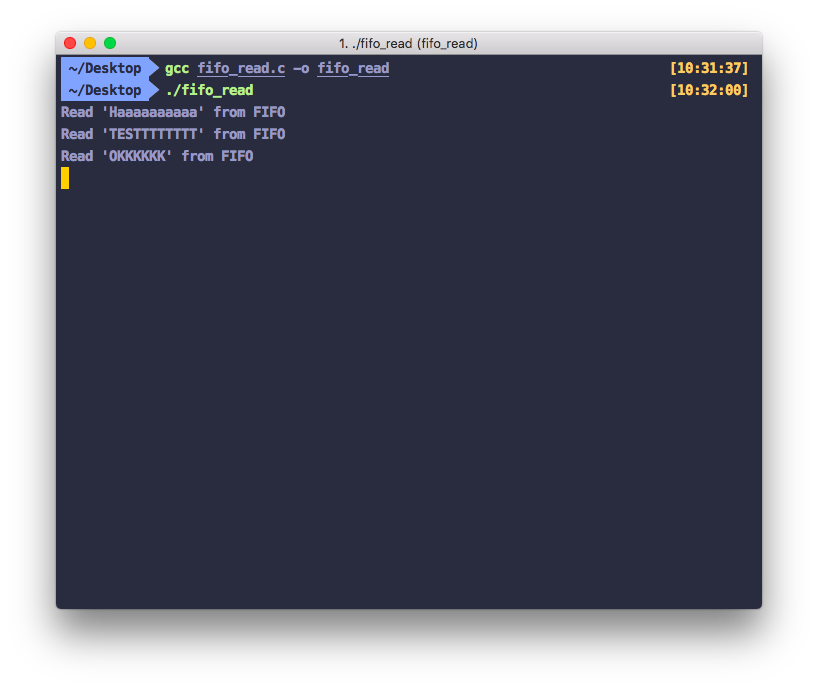 1. ./fifo_read (fifo_read)
~/Desktop gcc fifo_read.c -o fifo_read [10:31:37]
~/Desktop ./fifo_read [10:32:00]
Read 'Haaaaaaaaaa' from FIFO
Read 'TESTTTTTTTT' from FIFO
Read 'OKKKKKK' from FIFO